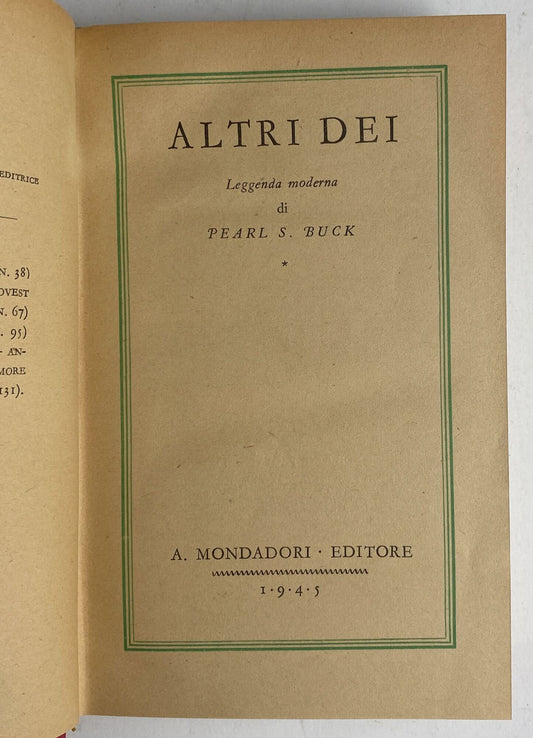 EDITRICE
N. 38)
OVEST
N. 67)
. 95)
- AN-
MORE
131).
ALTRI DEI
Leggenda moderna
di
PEARL S. BUCK
*
A. MONDADORI · EDITORE
1·9·4·5